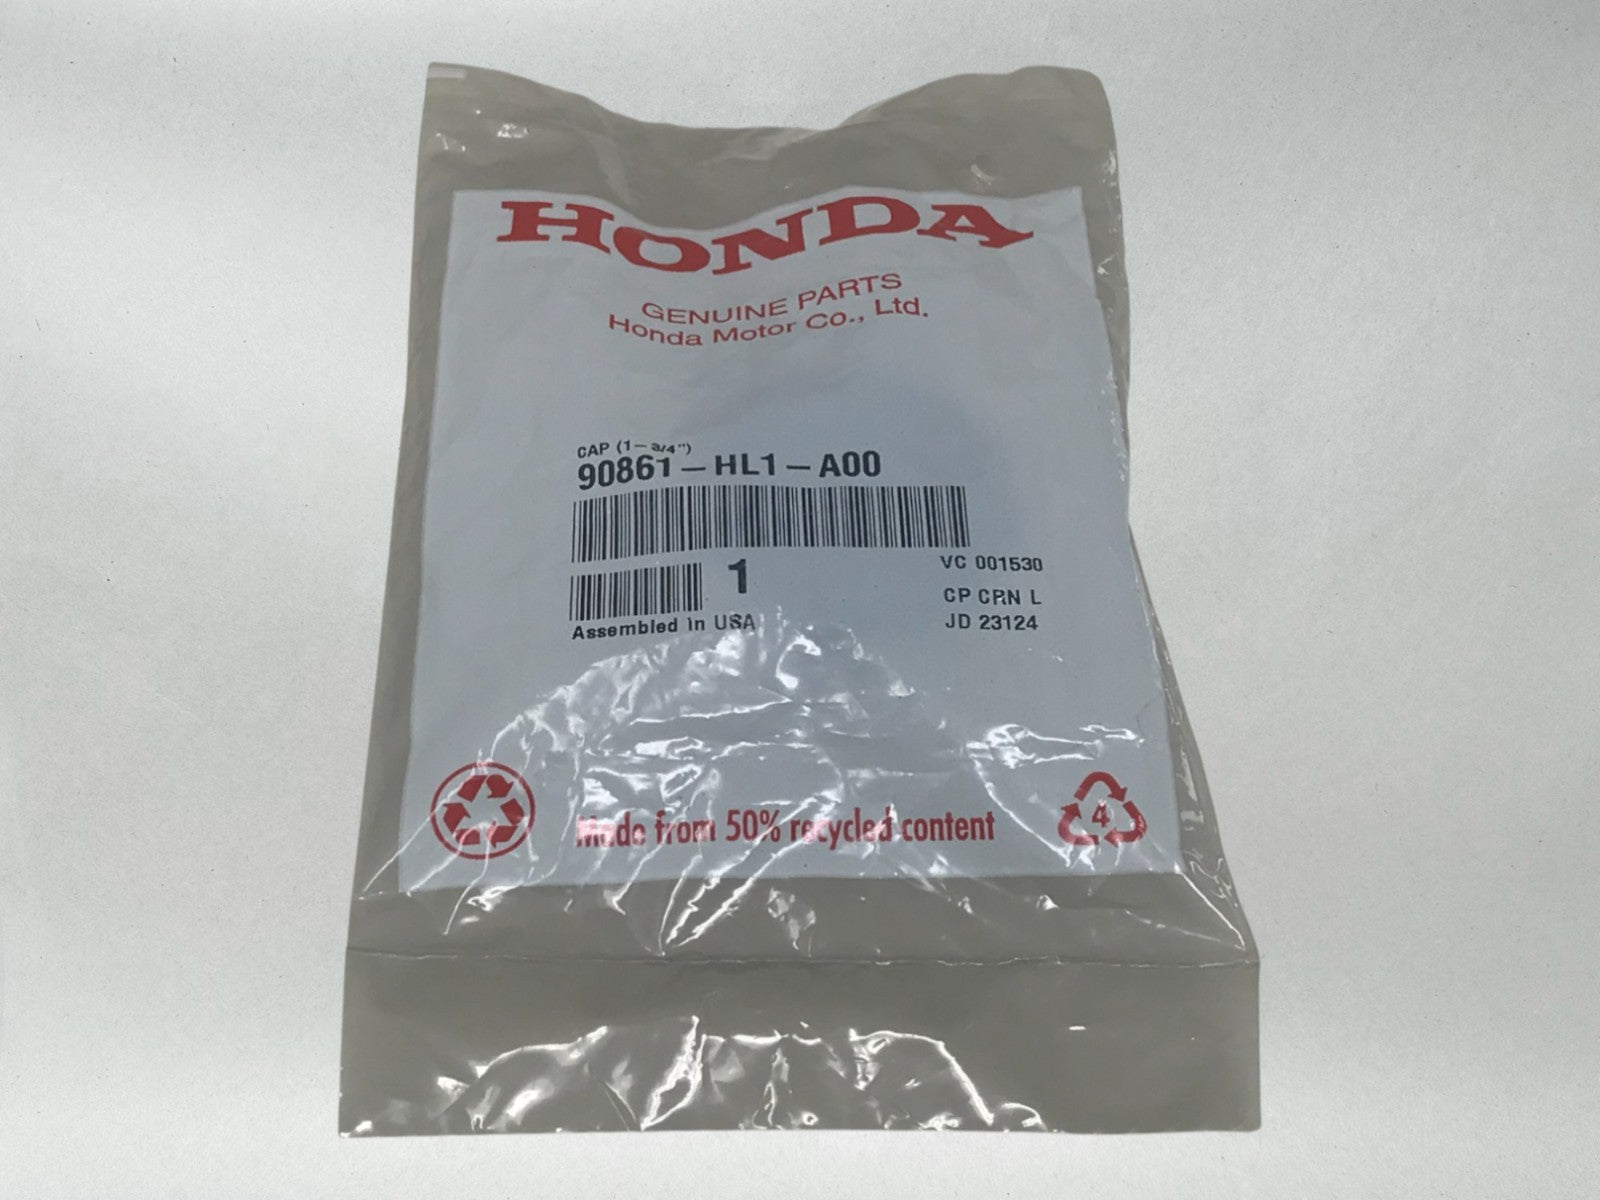 HONDA
GENUINE PARTS
Honda Motor Co., Ltd.
CAP (1–3/4")
90861–HL1–A00
1
VC 001530
CP CRN L
Assembled in USA
JD 23124
Made from 50% recycled content
4